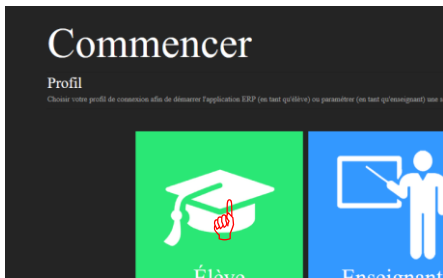 Commencer
Profil
Choisir votre profil de connexion afin de démarrer l'application ERP (en tant qu'élève) ou paramétrer (en tant qu'enseignant) une
Élève
Enseignant